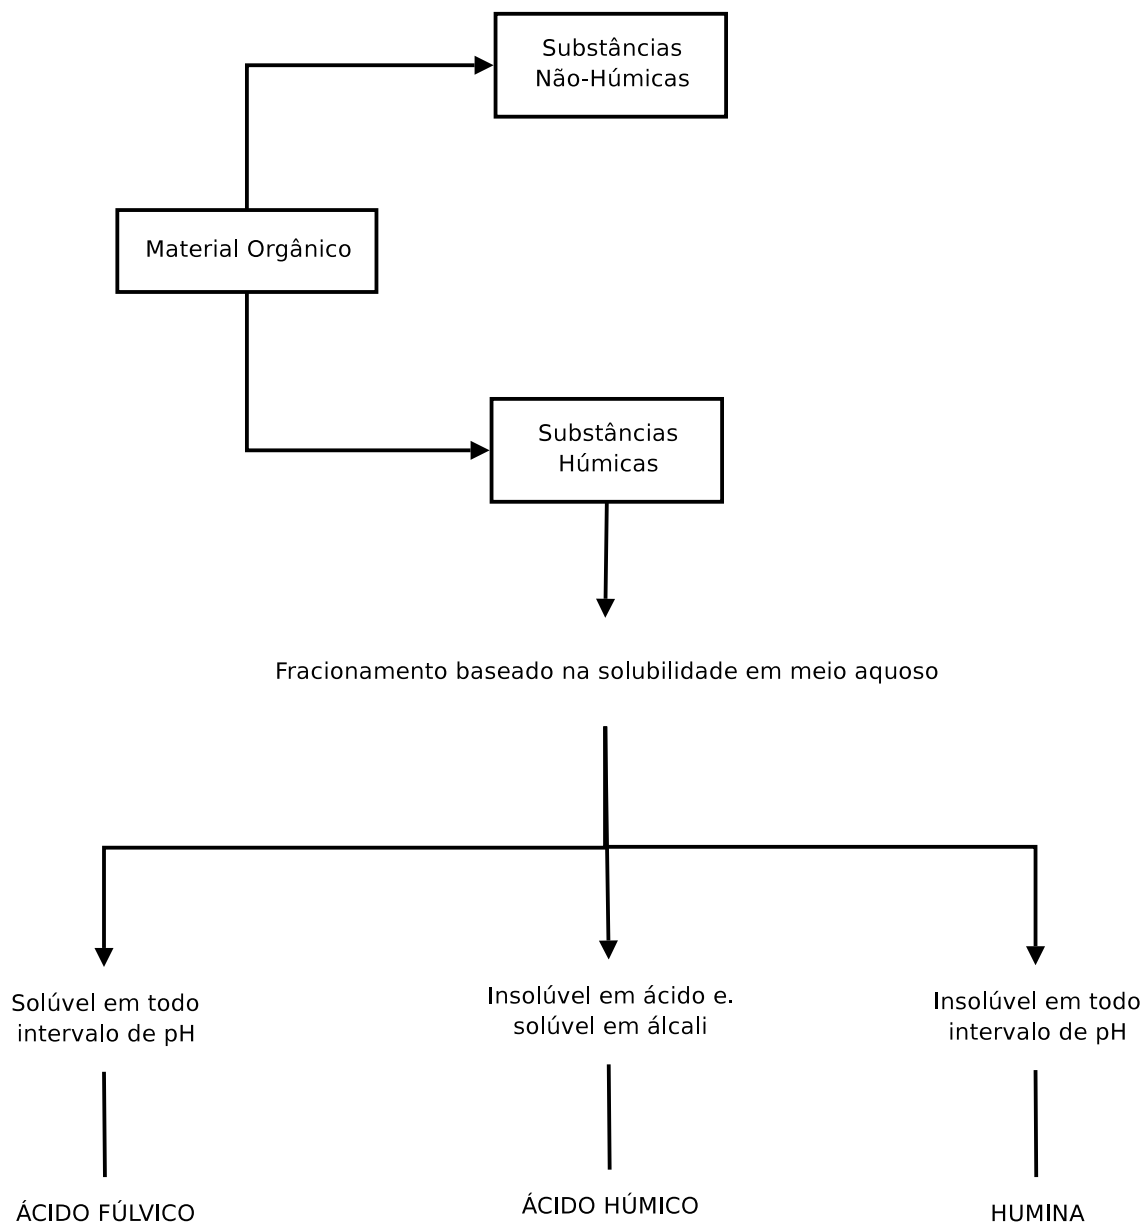 Substâncias
Não-Húmicas
Material Orgânico
Substâncias
Húmicas
Fracionamento baseado na solubilidade em meio aquoso
Solúvel em todo
intervalo de pH
Insolúvel em ácido e.
solúvel em álcali
Insolúvel em todo
intervalo de pH
ÁCIDO FÚLVICO
ÁCIDO HÚMICO
HUMINA